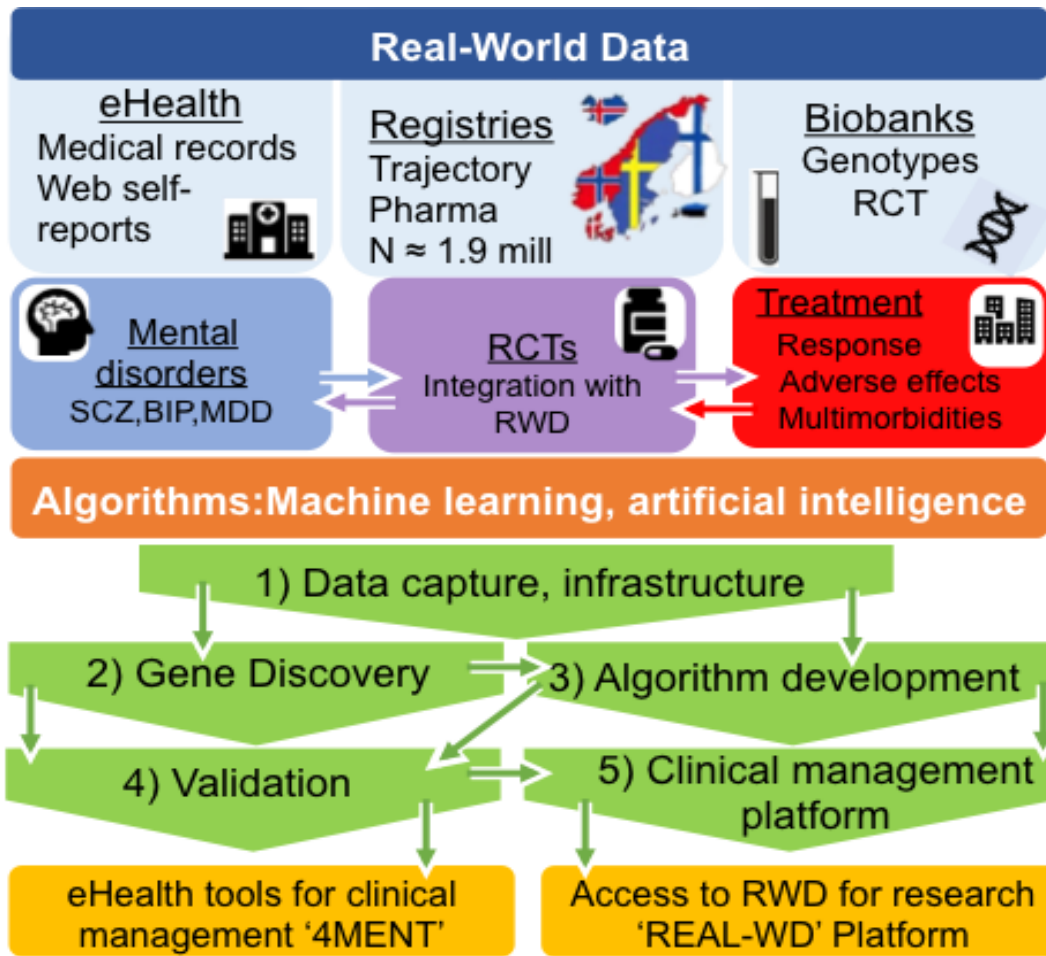 Real-World Data
eHealth
Medical records
Web self-
reports
Registries
Trajectory
Pharma
N ≈ 1.9 mill
Biobanks
Genotypes
RCT
Mental
disorders
SCZ,BIP,MDD
RCTs
Integration with
RWD
Treatment
Response
Adverse effects
Multimorbidities
Algorithms:Machine learning, artificial intelligence
1) Data capture, infrastructure
2) Gene Discovery
3) Algorithm development
4) Validation
5) Clinical management
platform
eHealth tools for clinical
management ‘4MENT’
Access to RWD for research
‘REAL-WD’ Platform